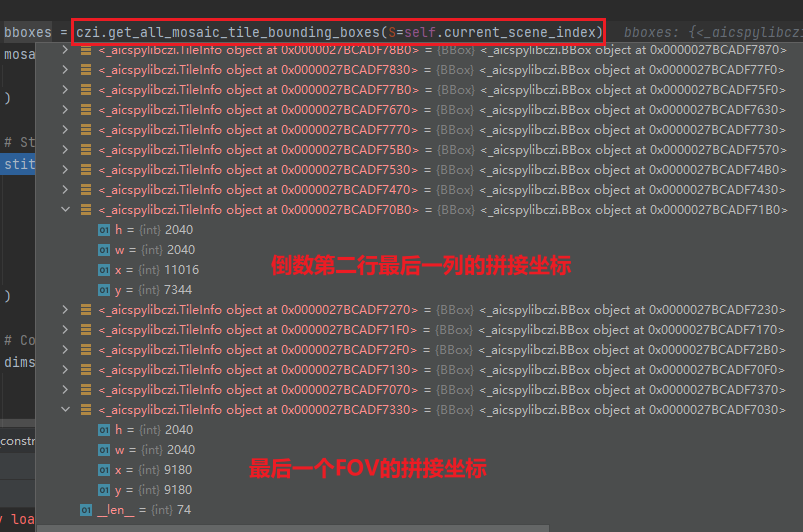 bboxes = czi.get_all_mosaic_tile_bounding_boxes(S=self.current_scene_index) bboxes: {<_aicspylibczi
<_aicspylibczi.TileInfo object at 0x0000027BCADF78B0> = {BBox} <_aicspylibczi.BBox object at 0x0000027BCADF7870>
mosa
<_aicspylibczi.TileInfo object at 0x0000027BCADF7830> = {BBox} <_aicspylibczi.BBox object at 0x0000027BCADF77F0>
<_aicspylibczi.TileInfo object at 0x0000027BCADF77B0> = {BBox} <_aicspylibczi.BBox object at 0x0000027BCADF75F0>
)
<_aicspylibczi.TileInfo object at 0x0000027BCADF7670> = {BBox} <_aicspylibczi.BBox object at 0x0000027BCADF7630>
<_aicspylibczi.TileInfo object at 0x0000027BCADF7770> = {BBox} <_aicspylibczi.BBox object at 0x0000027BCADF7730>
# St
<_aicspylibczi.TileInfo object at 0x0000027BCADF75B0> = {BBox} <_aicspylibczi.BBox object at 0x0000027BCADF7570>
stit
<_aicspylibczi.TileInfo object at 0x0000027BCADF7530> = {BBox} <_aicspylibczi.BBox object at 0x0000027BCADF74B0>
<_aicspylibczi.TileInfo object at 0x0000027BCADF7470> = {BBox} <_aicspylibczi.BBox object at 0x0000027BCADF7430>
<_aicspylibczi.TileInfo object at 0x0000027BCADF70B0> = {BBox} <_aicspylibczi.BBox object at 0x0000027BCADF71B0>
01 h = {int} 2040
01 w = {int} 2040
01 x = {int} 11016
倒数第二行最后一列的拼接坐标
01 y = {int} 7344
)
<_aicspylibczi.TileInfo object at 0x0000027BCADF7270> = {BBox} <_aicspylibczi.BBox object at 0x0000027BCADF7230>
<_aicspylibczi.TileInfo object at 0x0000027BCADF71F0> = {BBox} <_aicspylibczi.BBox object at 0x0000027BCADF7170>
# Co
<_aicspylibczi.TileInfo object at 0x0000027BCADF72F0> = {BBox} <_aicspylibczi.BBox object at 0x0000027BCADF72B0>
dims
<_aicspylibczi.TileInfo object at 0x0000027BCADF7130> = {BBox} <_aicspylibczi.BBox object at 0x0000027BCADF70F0>
<_aicspylibczi.TileInfo object at 0x0000027BCADF7070> = {BBox} <_aicspylibczi.BBox object at 0x0000027BCADF7370>
<_aicspylibczi.TileInfo object at 0x0000027BCADF7330> = {BBox} <_aicspylibczi.BBox object at 0x0000027BCADF7030>
01 h = {int} 2040
constr
01 w = {int} 2040
01 x = {int} 9180
最后一个FOV的拼接坐标
01 y = {int} 9180
01 __len__ = {int} 74
loa